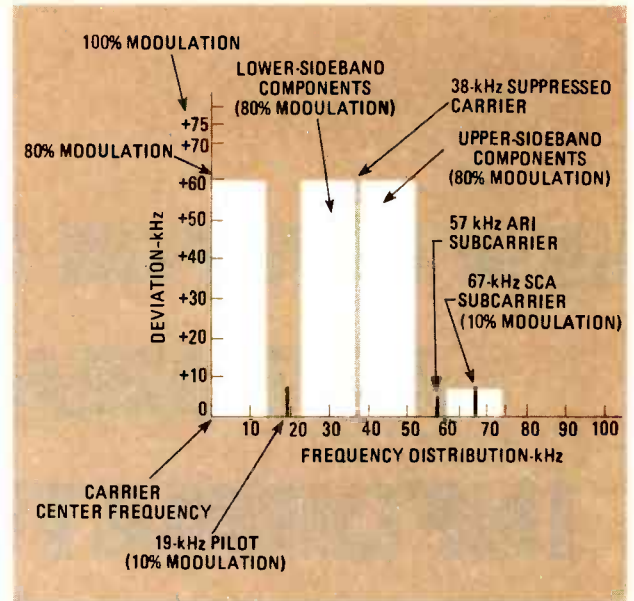 100% MODULATION
LOWER-SIDEBAND
COMPONENTS
(80% MODULATION)
38-kHz SUPPRESSED
CARRIER
80% MODULATION
UPPER-SIDEBAND
COMPONENTS
(80% MODULATION)
57 kHz ARI
SUBCARRIER
67-kHz SCA
SUBCARRIER
(10% MODULATION)
DEVIATION-kHz
+75
+70
+60
+50
+40
+30
+20
+10
0
10 20 30 40 50 60 70 80 90 100
FREQUENCY DISTRIBUTION-kHz
CARRIER
CENTER FREQUENCY
19-kHz PILOT
(10% MODULATION)